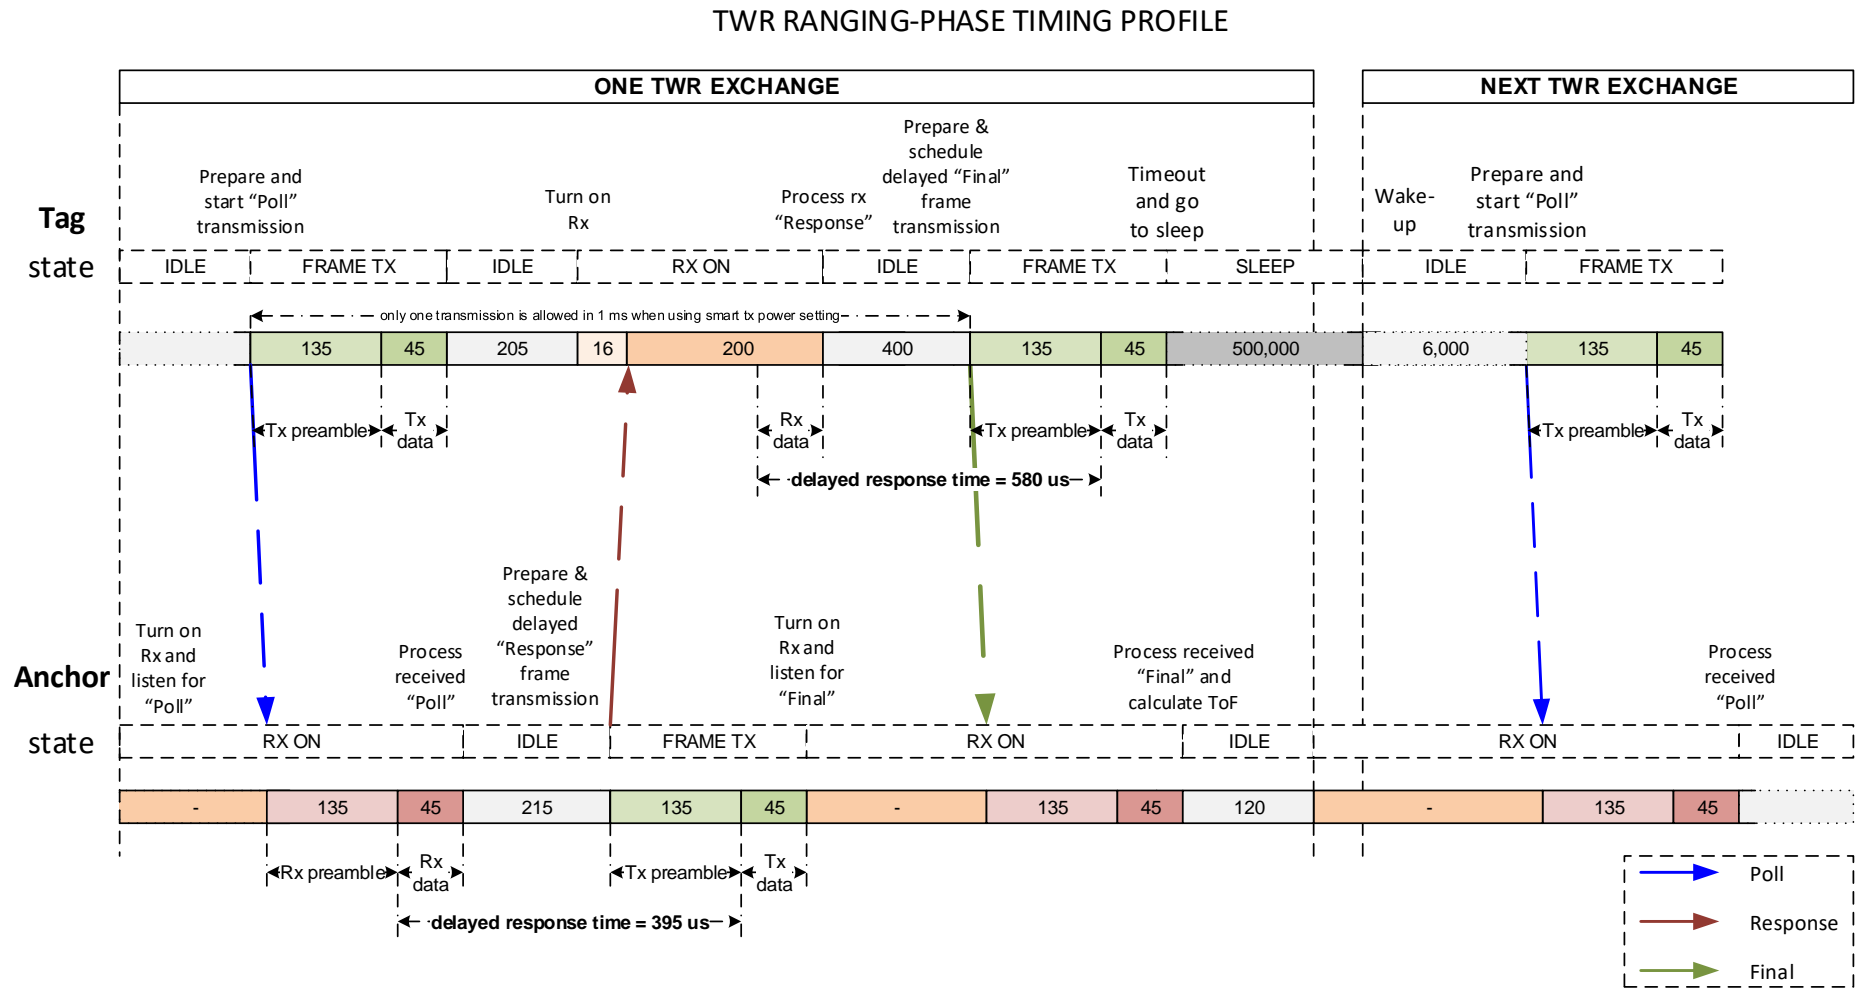 TWR RANGING-PHASE TIMING PROFILE
ONE TWR EXCHANGE
NEXT TWR EXCHANGE
Prepare and
start “Poll”
transmission
Turn on
Rx
Process rx
“Response”
Prepare &
schedule
delayed “Final”
frame
transmission
Timeout
and go
to sleep
Wake-
up
Prepare and
start “Poll”
transmission
Tag
state
IDLE
FRAME TX
IDLE
RX ON
IDLE
FRAME TX
SLEEP
IDLE
FRAME TX
only one transmission is allowed in 1 ms when using smart tx power setting
135
45
205
16
200
400
135
45
500,000
6,000
135
45
Tx preamble
Tx
data
Rx
data
Tx preamble
Tx
data
Tx preamble
Tx
data
delayed response time = 580 us
Turn on
Rx and
listen for
“Poll”
Process
received
“Poll”
Prepare &
schedule
delayed
“Response”
frame
transmission
Turn on
Rx and
listen for
“Final”
Process received
“Final” and
calculate ToF
Process
received
“Poll”
Anchor
state
RX ON
IDLE
FRAME TX
RX ON
IDLE
RX ON
IDLE
-
135
45
215
135
45
-
135
45
120
-
135
45
Rx preamble
Rx
data
Tx preamble
Tx
data
delayed response time = 395 us
Poll
Response
Final